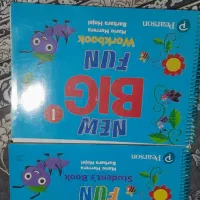 FUN
Student's Book
Mario Herrera
Barbara Hojel
Pearson
NEW
BIG
1
FUN
Workbook
Mario Herrera
Barbara Hojel
Pearson